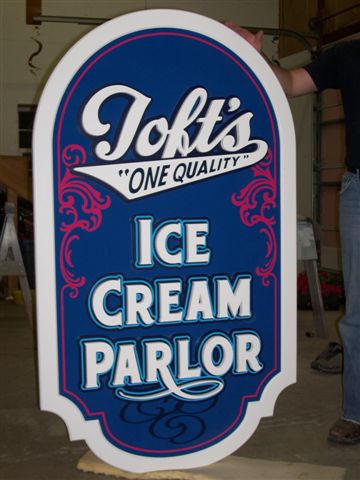 Toft's
"ONE QUALITY"
ICE
CREAM
PARLOR